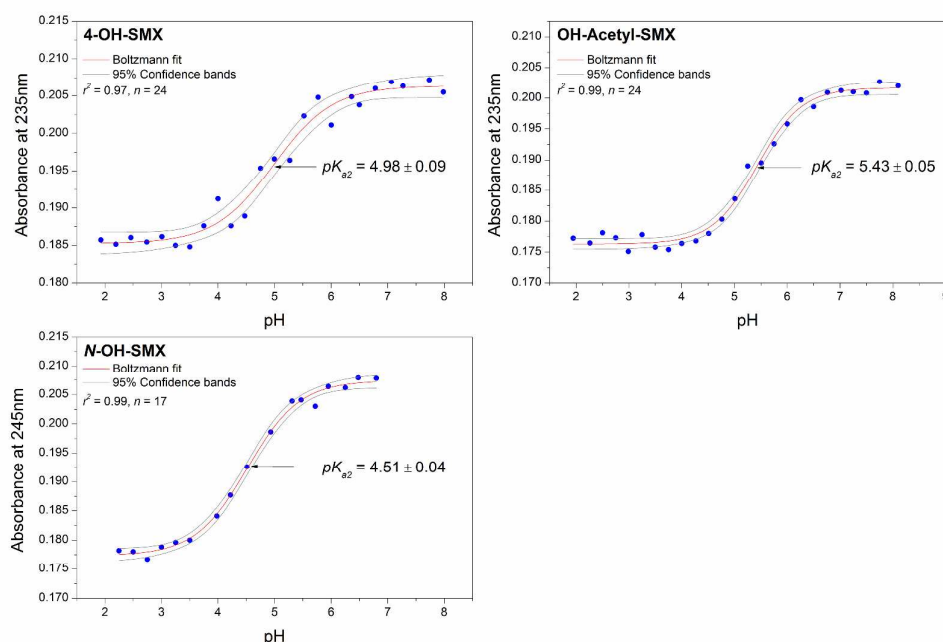 4-OH-SMX
Boltzmann fit
95% Confidence bands
r² = 0.97, n = 24
pKa2 = 4.98 ± 0.09
Absorbance at 235nm
0.215
0.210
0.205
0.200
0.195
0.190
0.185
0.180
2 3 4 5 6 7 8
pH
OH-Acetyl-SMX
Boltzmann fit
95% Confidence bands
r² = 0.99, n = 24
pKa2 = 5.43 ± 0.05
Absorbance at 235nm
0.210
0.205
0.200
0.195
0.190
0.185
0.180
0.175
0.170
2 3 4 5 6 7 8 9
pH
N-OH-SMX
Boltzmann fit
95% Confidence bands
r² = 0.99, n = 17
pKa2 = 4.51 ± 0.04
Absorbance at 245nm
0.215
0.210
0.205
0.200
0.195
0.190
0.185
0.180
0.175
0.170
2 3 4 5 6 7 8
pH